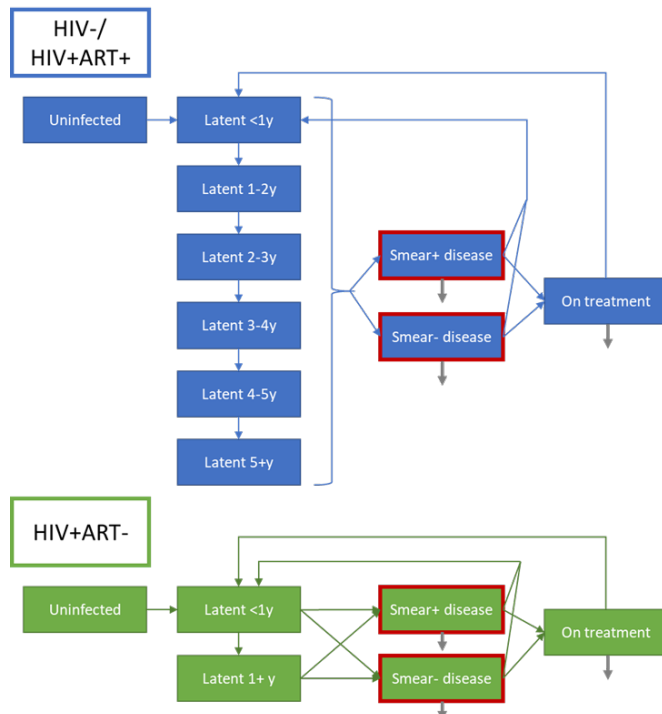 HIV-/
HIV+ART+
Uninfected
Latent <1y
Latent 1-2y
Latent 2-3y
Smear+ disease
On treatment
Latent 3-4y
Smear- disease
Latent 4-5y
Latent 5+y
HIV+ART-
Uninfected
Latent <1y
Smear+ disease
On treatment
Latent 1+ y
Smear- disease